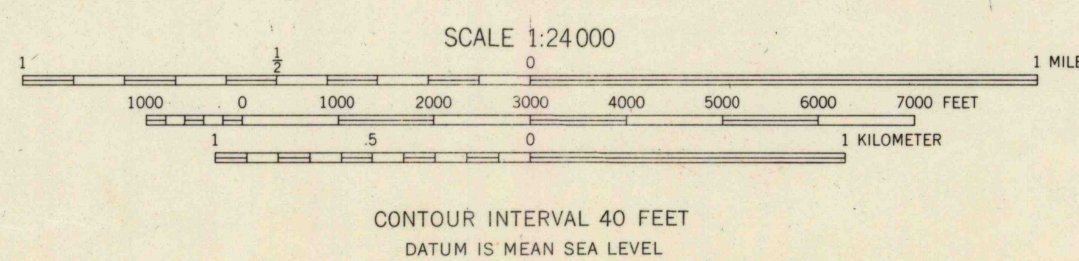 SCALE 1:24000
1 ½ 0 1 MILE
1000 0 1000 2000 3000 4000 5000 6000 7000 FEET
1 .5 0 1 KILOMETER
CONTOUR INTERVAL 40 FEET
DATUM IS MEAN SEA LEVEL